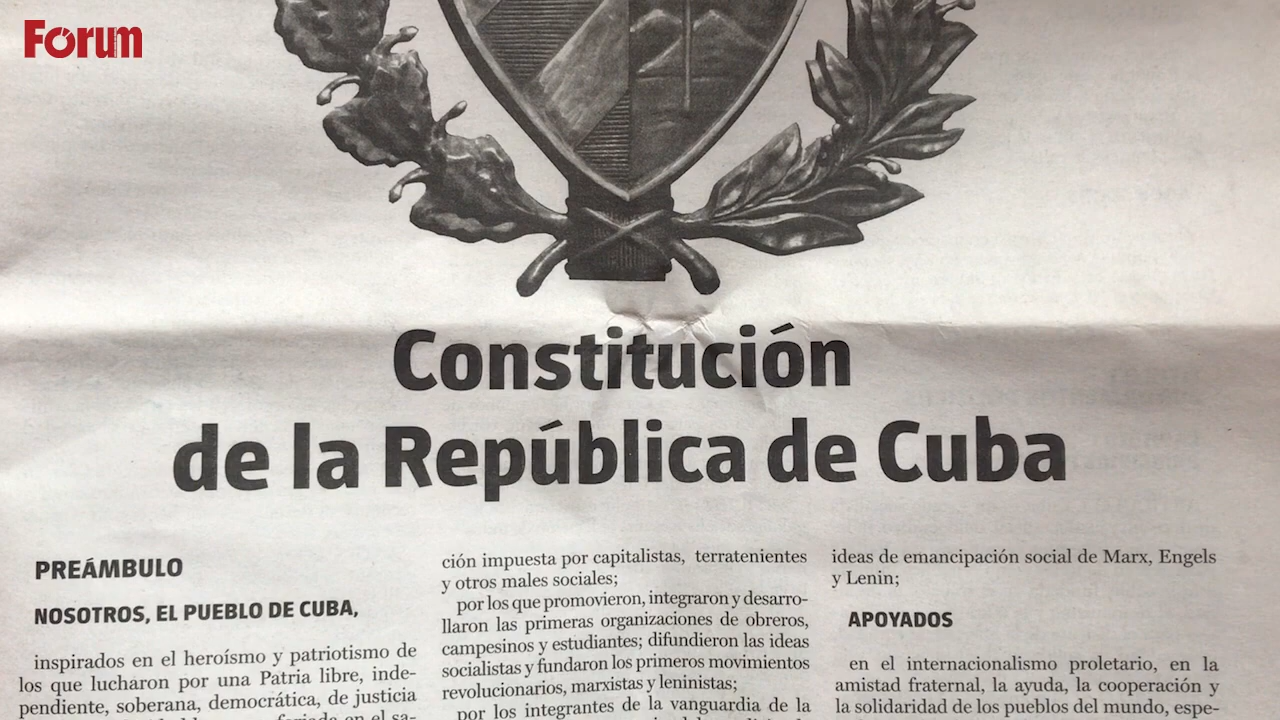 Forum
Constitución
de la República de Cuba
PREÁMBULO
NOSOTROS, EL PUEBLO DE CUBA,
inspirados en el heroísmo y patriotismo de
los que lucharon por una Patria libre, inde-
pendiente, soberana, democrática, de justicia
en el sa-
ción impuesta por capitalistas, terratenientes
y otros males sociales;
por los que promovieron, integraron y desarro-
llaron las primeras organizaciones de obreros,
campesinos y estudiantes; difundieron las ideas
socialistas y fundaron los primeros movimientos
revolucionarios, marxistas y leninistas;
por los integrantes de la vanguardia de la
ideas de emancipación social de Marx, Engels
y Lenin;
APOYADOS
en el internacionalismo proletario, en la
amistad fraternal, la ayuda, la cooperación y
la solidaridad de los pueblos del mundo, espe-